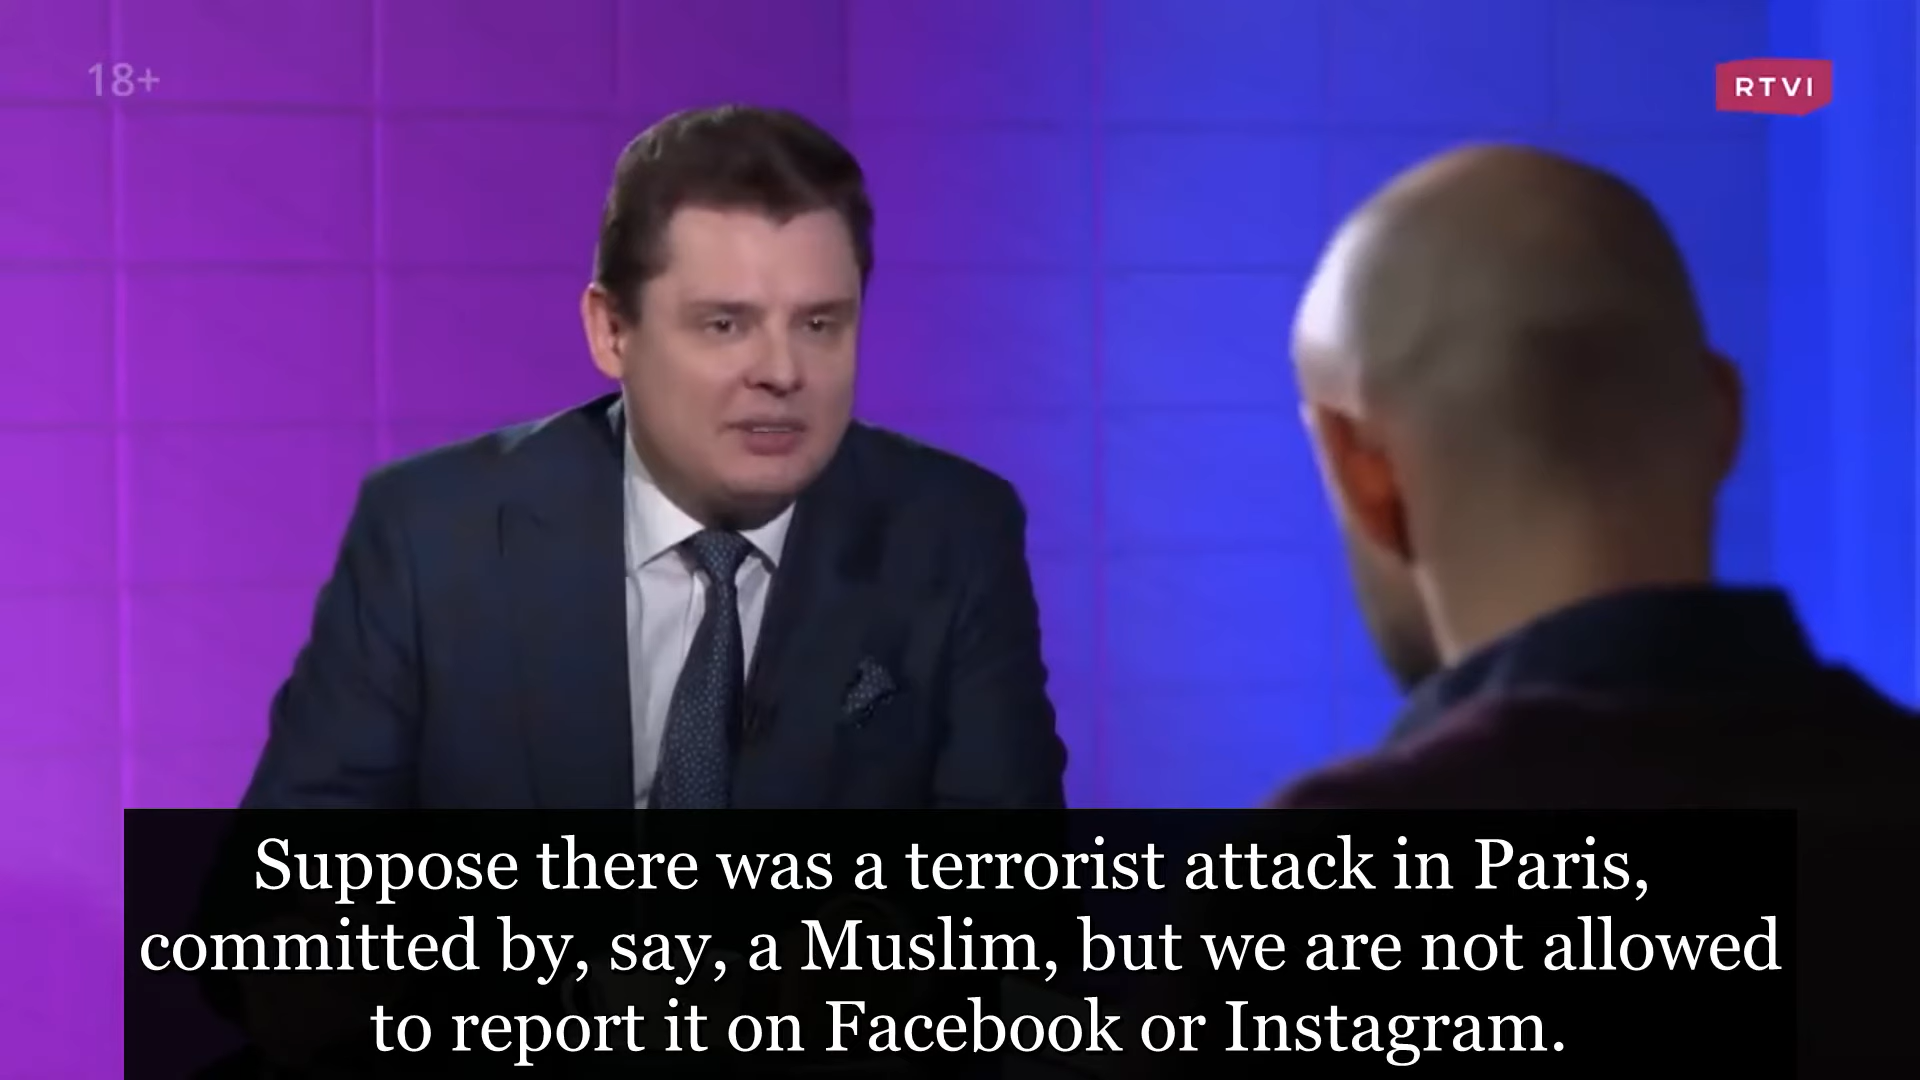 18+
RTVI
Suppose there was a terrorist attack in Paris,
committed by, say, a Muslim, but we are not allowed
to report it on Facebook or Instagram.